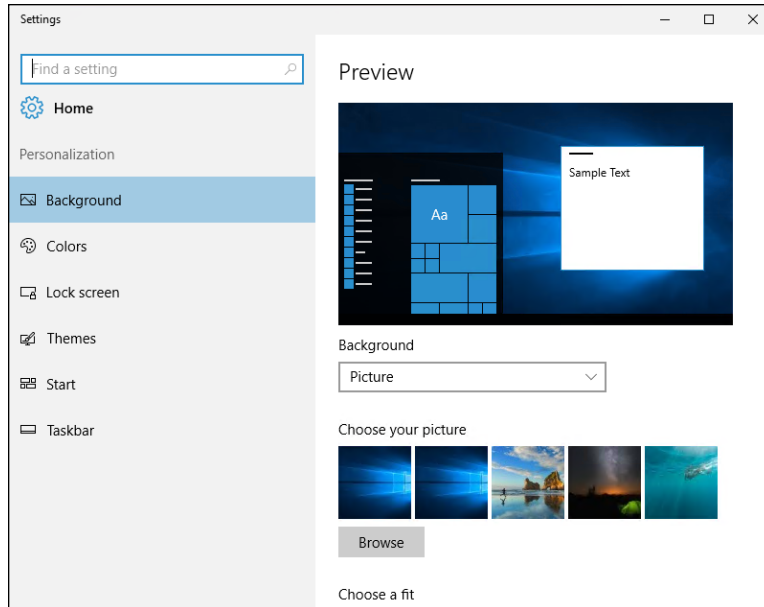 Settings
Find a setting
Home
Personalization
Background
Colors
Lock screen
Themes
Start
Taskbar
Preview
Aa
Sample Text
Background
Picture
Choose your picture
Browse
Choose a fit